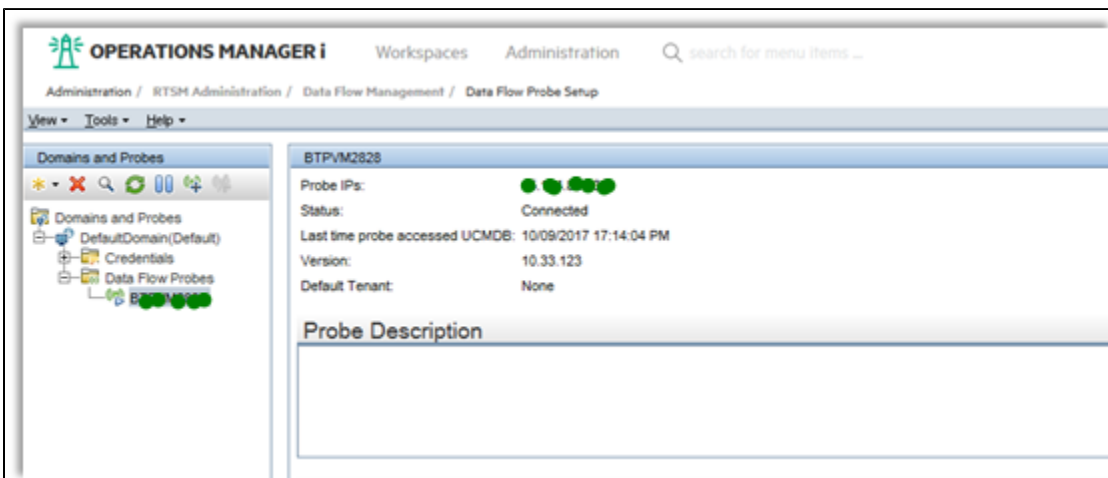 OPERATIONS MANAGER i Workspaces Administration search for menu items ...
Administration / RTSM Administration / Data Flow Management / Data Flow Probe Setup
View Tools Help
Domains and Probes
Domains and Probes
DefaultDomain(Default)
Credentials
Data Flow Probes
BTPVM2828
Probe IPs:
Status: Connected
Last time probe accessed UCMDB: 10/09/2017 17:14:04 PM
Version: 10.33.123
Default Tenant: None
Probe Description